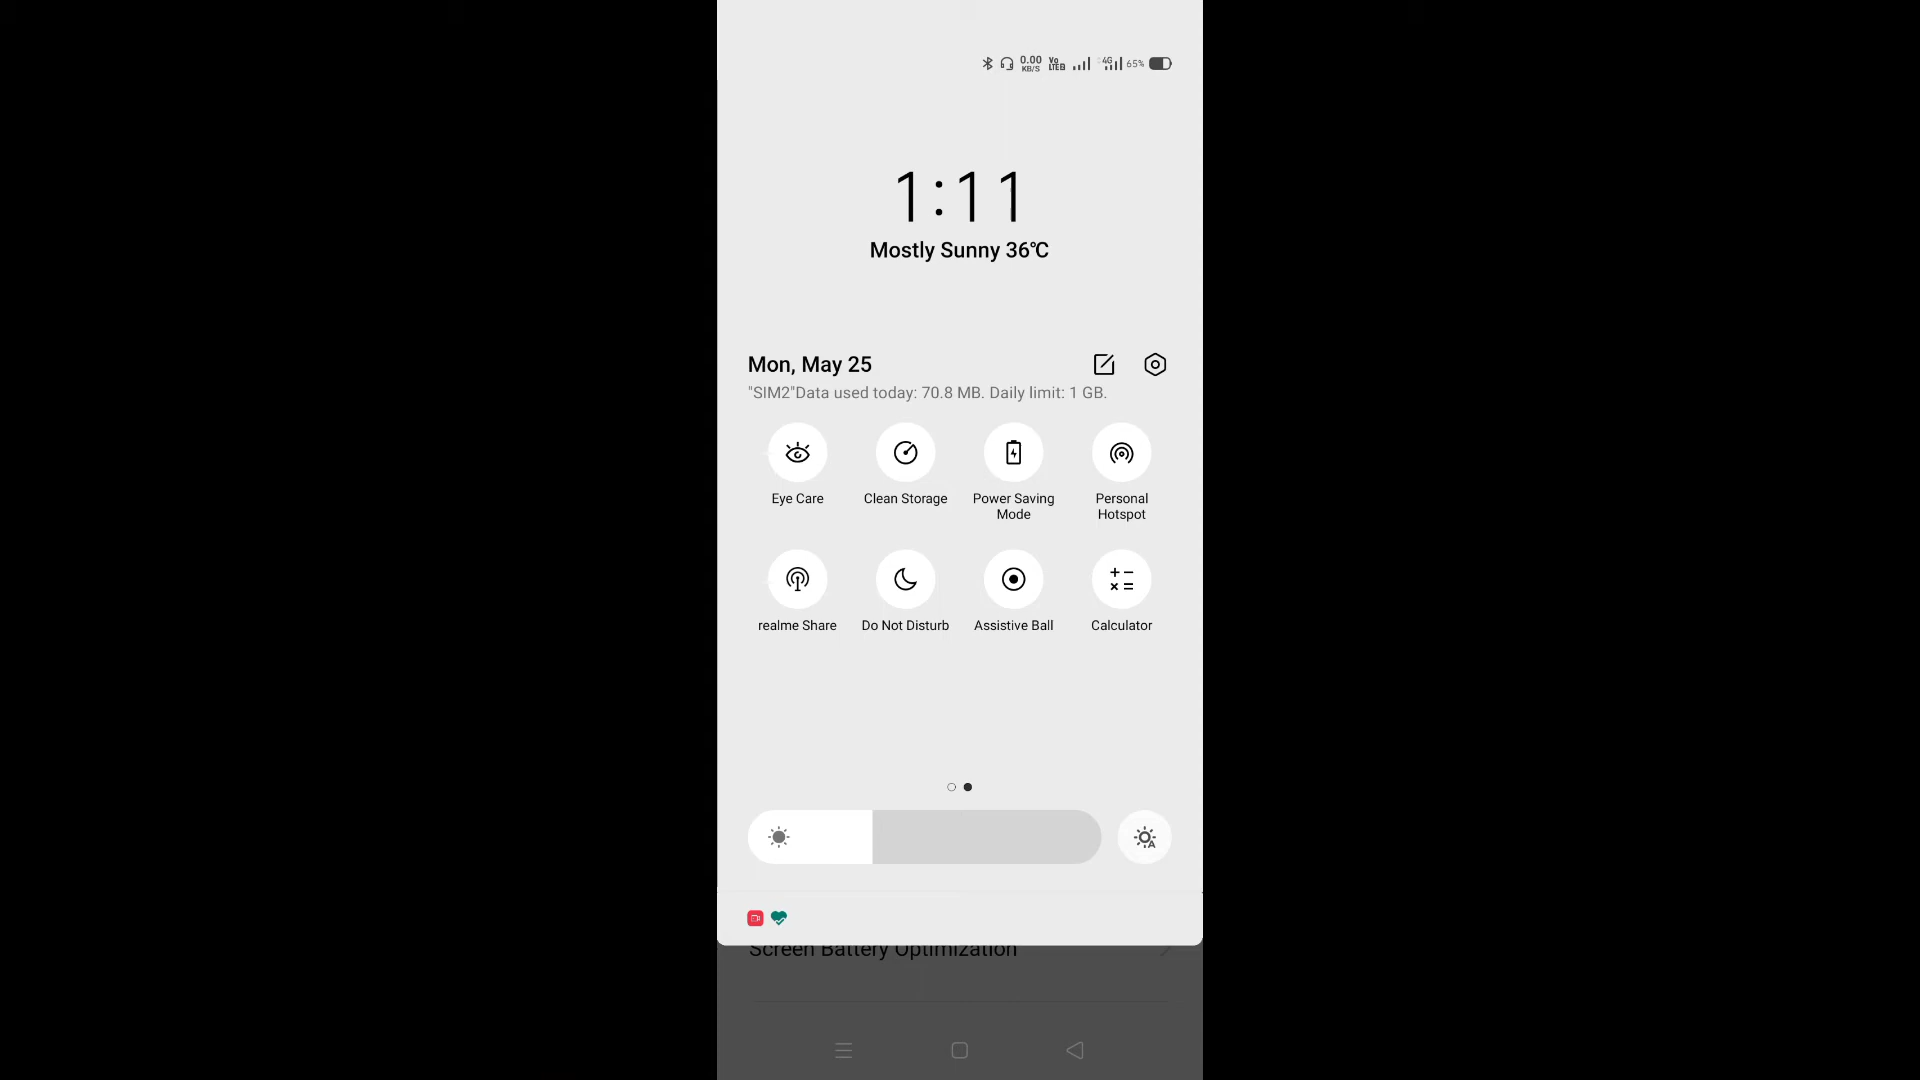 0.00
KB/S
Vo
LTE
4G
65%
1:11
Mostly Sunny 36℃
Mon, May 25
"SIM2"Data used today: 70.8 MB. Daily limit: 1 GB.
Eye Care
Clean Storage
Power Saving
Mode
Personal
Hotspot
realme Share
Do Not Disturb
Assistive Ball
Calculator
Screen Battery Optimization